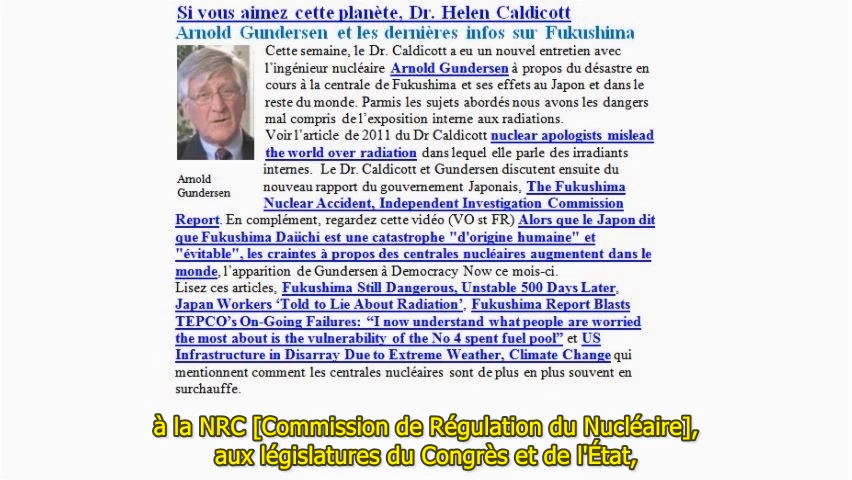 Si vous aimez cette planète, Dr. Helen Caldicott
Arnold Gundersen et les dernières infos sur Fukushima
Cette semaine, le Dr. Caldicott a eu un nouvel entretien avec
l'ingénieur nucléaire Arnold Gundersen à propos du désastre en
cours à la centrale de Fukushima et ses effets au Japon et dans le
reste du monde. Parmis les sujets abordés nous avons les dangers
mal compris de l'exposition interne aux radiations.
Voir l'article de 2011 du Dr Caldicott nuclear apologists mislead
the world over radiation dans lequel elle parle des irradiants
internes. Le Dr. Caldicott et Gundersen discutent ensuite du
Arnold
Gundersen
nouveau rapport du gouvernement Japonais, The Fukushima
Nuclear Accident, Independent Investigation Commission
Report. En complément, regardez cette vidéo (VO st FR) Alors que le Japon dit
que Fukushima Daiichi est une catastrophe "d'origine humaine" et
"évitable", les craintes à propos des centrales nucléaires augmentent dans le
monde, l'apparition de Gundersen à Democracy Now ce mois-ci.
Lisez ces articles, Fukushima Still Dangerous, Unstable 500 Days Later,
Japan Workers ‘Told to Lie About Radiation’, Fukushima Report Blasts
TEPCO’s On-Going Failures: “I now understand what people are worried
the most about is the vulnerability of the No 4 spent fuel pool” et US
Infrastructure in Disarray Due to Extreme Weather, Climate Change qui
mentionnent comment les centrales nucléaires sont de plus en plus souvent en
surchauffe.
à la NRC [Commission de Régulation du Nucléaire],
aux législatures du Congrès et de l'État,